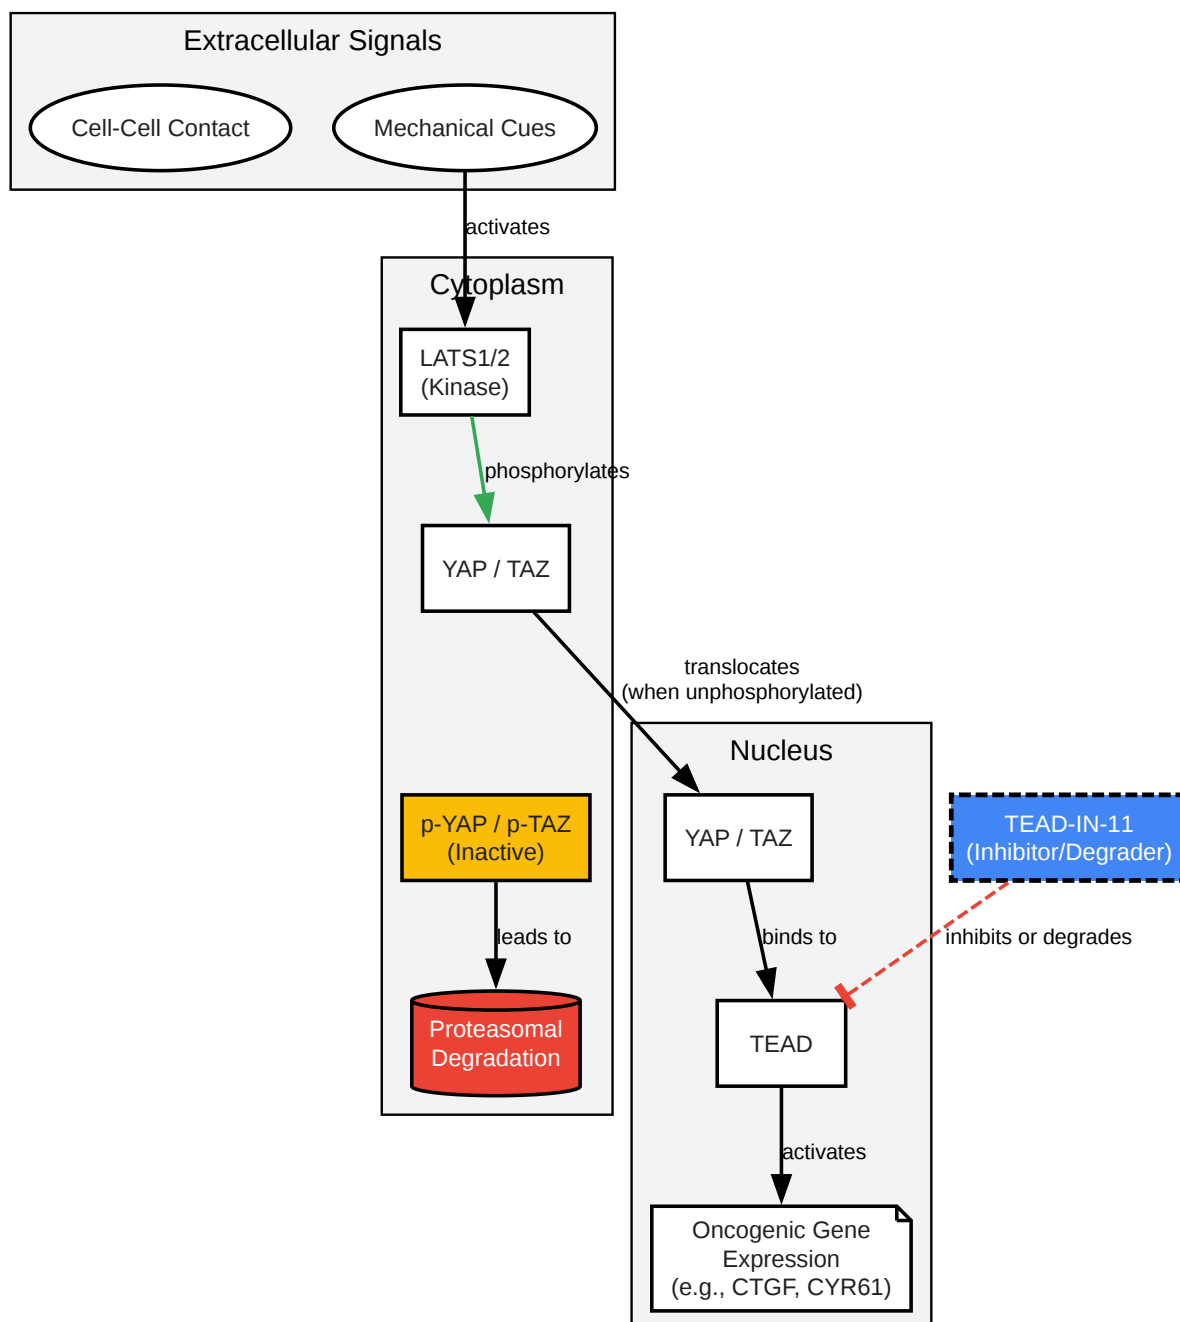 Extracellular Signals
Cell-Cell Contact
Mechanical Cues
activates
Cytoplasm
LATS1/2
(Kinase)
phosphorylates
YAP / TAZ
translocates
(when unphosphorylated)
Nucleus
p-YAP / p-TAZ
(Inactive)
YAP / TAZ
TEAD-IN-11
(Inhibitor/Degrader)
leads to
binds to
inhibits or degrades
Proteasomal
Degradation
TEAD
activates
Oncogenic Gene
Expression
(e.g., CTGF, CYR61)